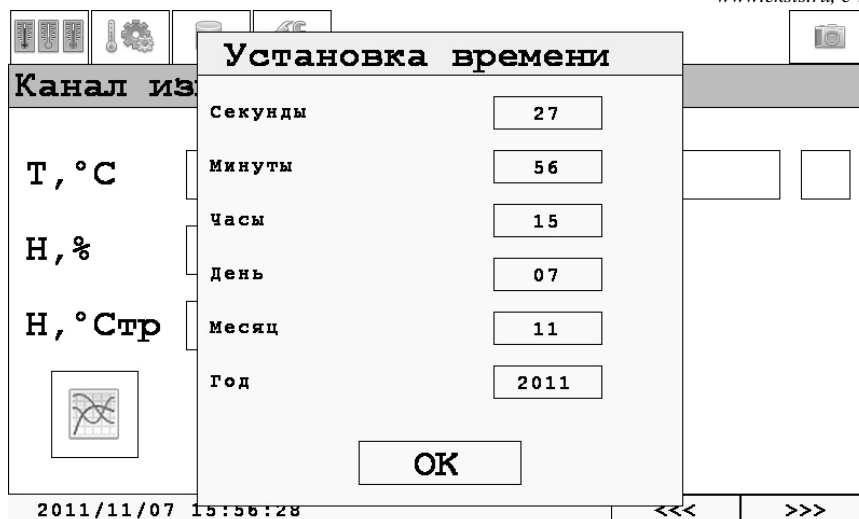 Установка времени
Канал из
Секунды 27
Минуты 56
T,°C
Часы 15
H,%
День 07
H,°Cтр
Месяц 11
Год 2011
OK
2011/11/07 15:56:28 <<< >>>